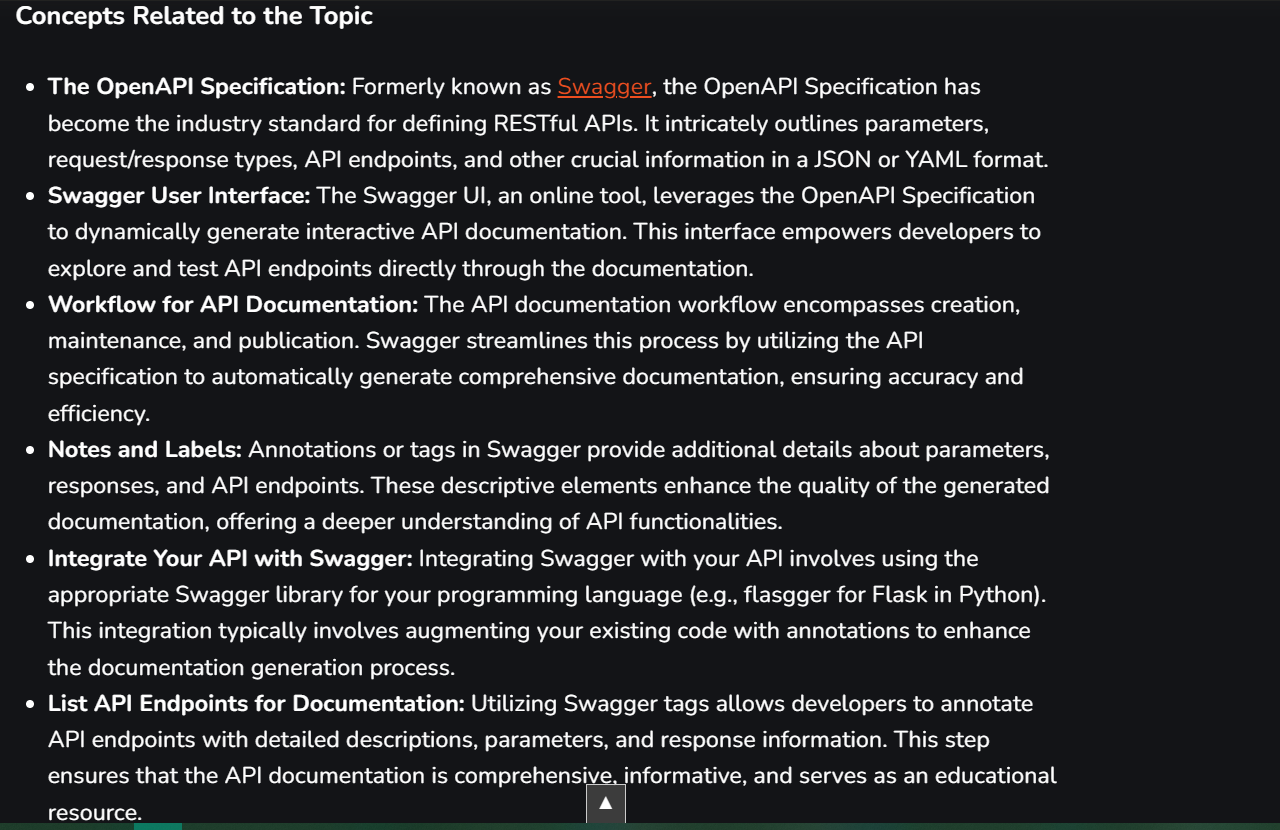 Concepts Related to the Topic
The OpenAPI Specification: Formerly known as Swagger, the OpenAPI Specification has
become the industry standard for defining RESTful APIs. It intricately outlines parameters,
request/response types, API endpoints, and other crucial information in a JSON or YAML format.
Swagger User Interface: The Swagger UI, an online tool, leverages the OpenAPI Specification
to dynamically generate interactive API documentation. This interface empowers developers to
explore and test API endpoints directly through the documentation.
Workflow for API Documentation: The API documentation workflow encompasses creation,
maintenance, and publication. Swagger streamlines this process by utilizing the API
specification to automatically generate comprehensive documentation, ensuring accuracy and
efficiency.
Notes and Labels: Annotations or tags in Swagger provide additional details about parameters,
responses, and API endpoints. These descriptive elements enhance the quality of the generated
documentation, offering a deeper understanding of API functionalities.
Integrate Your API with Swagger: Integrating Swagger with your API involves using the
appropriate Swagger library for your programming language (e.g., flasgger for Flask in Python).
This integration typically involves augmenting your existing code with annotations to enhance
the documentation generation process.
List API Endpoints for Documentation: Utilizing Swagger tags allows developers to annotate
API endpoints with detailed descriptions, parameters, and response information. This step
ensures that the API documentation is comprehensive, informative, and serves as an educational
resource.